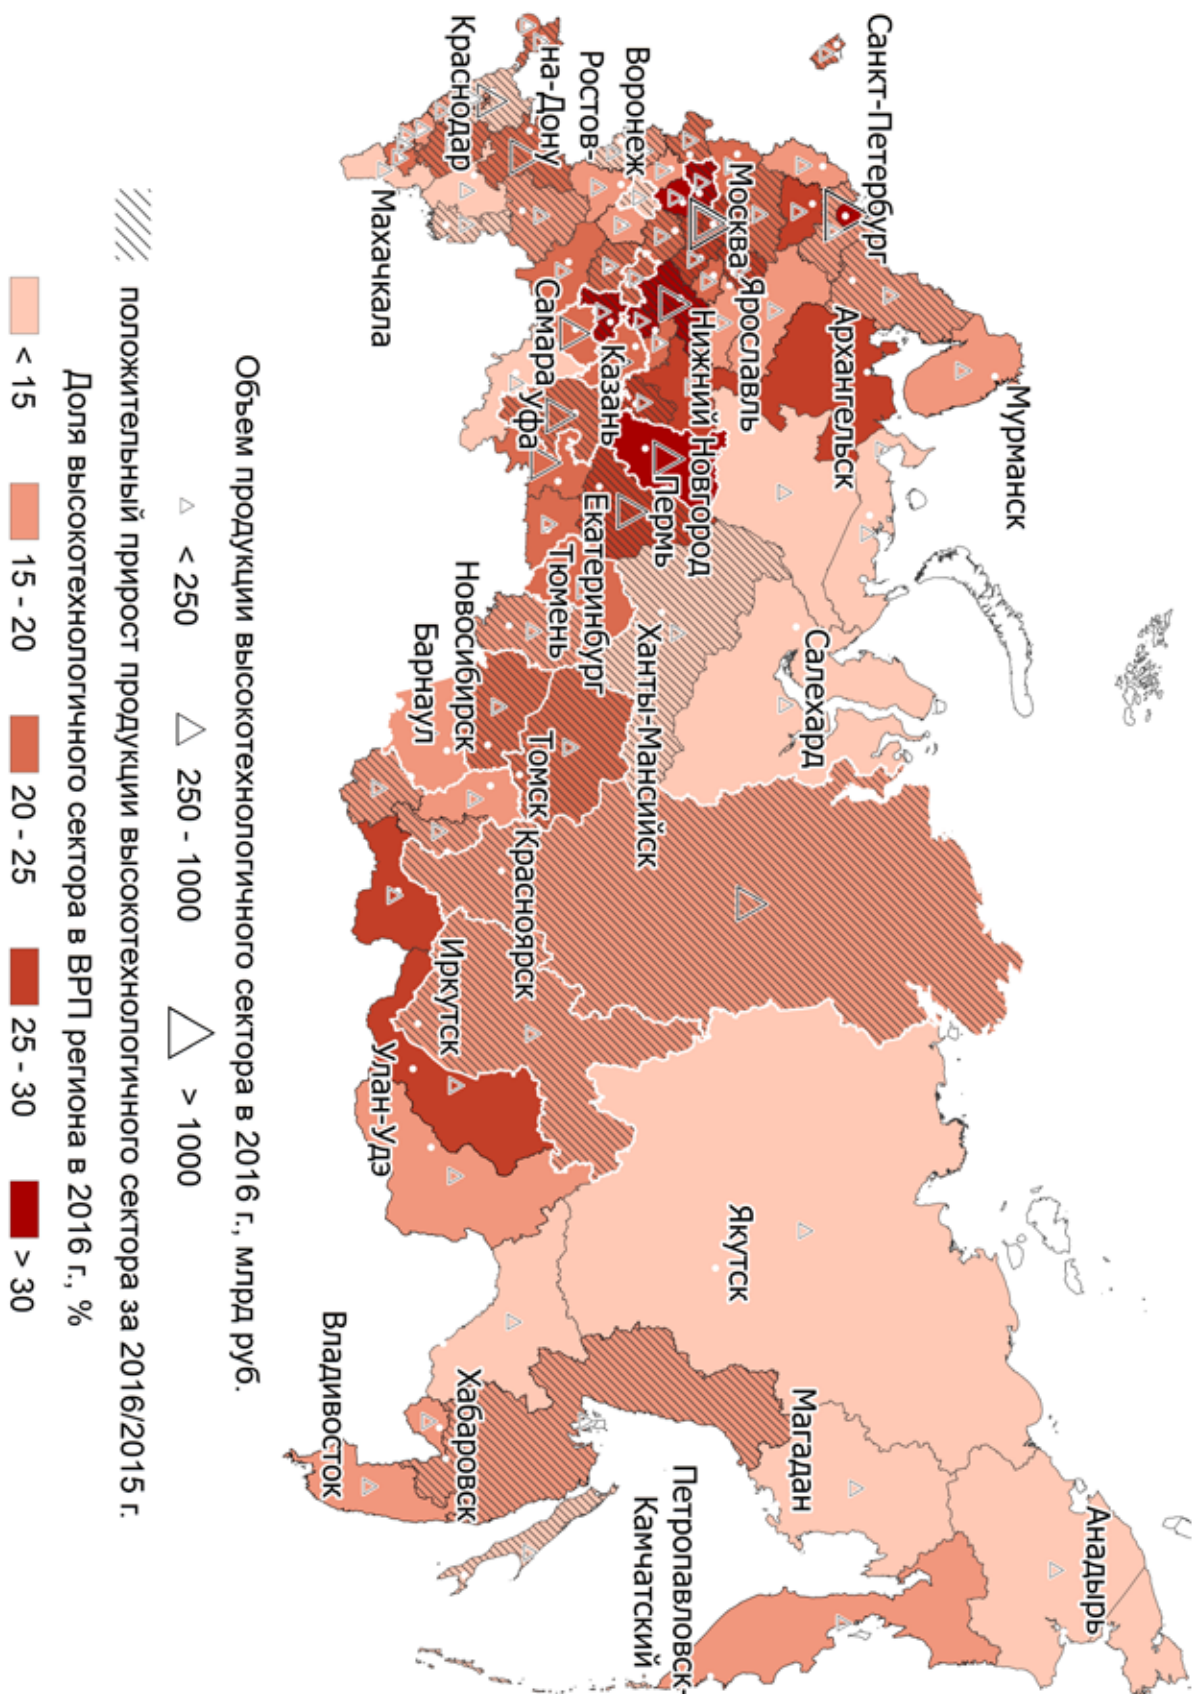 Мурманск
Санкт-Петербург
Архангельск
Салехард
Анадырь
Москва
Ярославль
Нижний Новгород
Воронеж
Ростов-
на-Дону
Краснодар
Махачкала
Казань
Самара
Уфа
Пермь
Екатеринбург
Тюмень
Ханты-Мансийск
Новосибирск
Барнаул
Томск
Красноярск
Иркутск
Улан-Удэ
Якутск
Магадан
Петропавловск-
Камчатский
Хабаровск
Владивосток
Объем продукции высокотехнологичного сектора в 2016 г., млрд руб.
< 250
250 - 1000
> 1000
положительный прирост продукции высокотехнологичного сектора за 2016/2015 г.
Доля высокотехнологичного сектора в ВРП региона в 2016 г., %
< 15
15 - 20
20 - 25
25 - 30
> 30